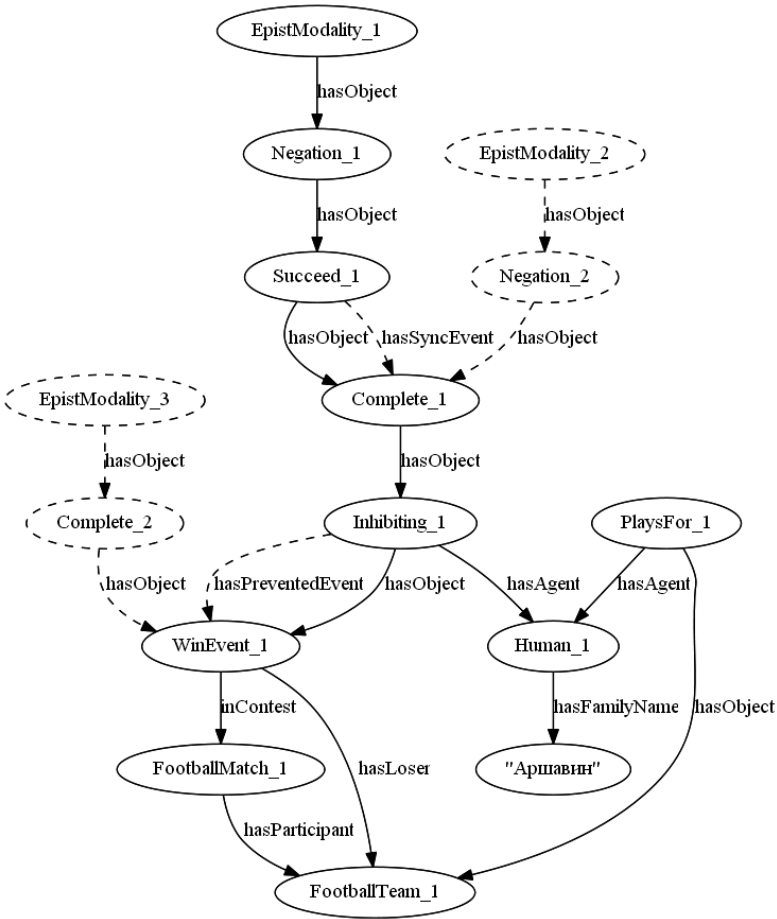 EpistModality_1
hasObject
Negation_1
EpistModality_2
hasObject
hasObject
Succeed_1
Negation_2
hasObject
hasSyncEvent
hasObject
EpistModality_3
Complete_1
hasObject
hasObject
Complete_2
Inhibiting_1
PlaysFor_1
hasObject
hasPreventedEvent
hasObject
hasAgent
hasAgent
WinEvent_1
Human_1
inContest
hasFamilyName
hasObject
FootballMatch_1
hasLoser
"Аршавин"
hasParticipant
FootballTeam_1